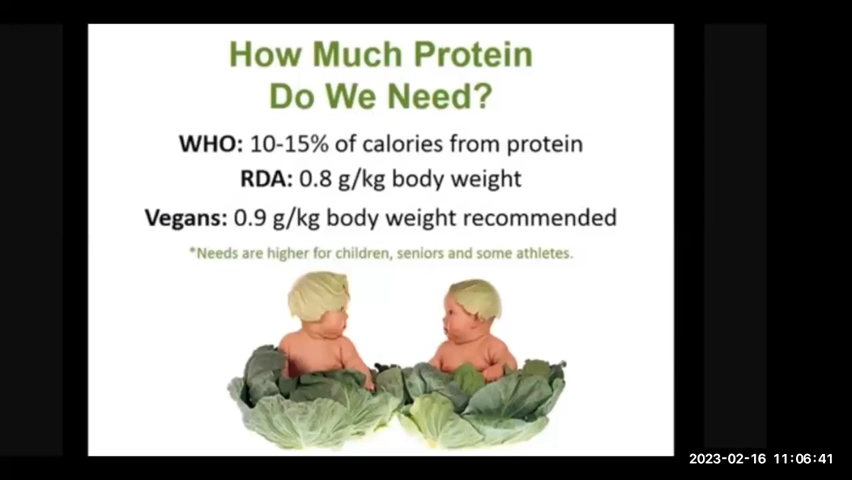 How Much Protein
Do We Need?
WHO: 10-15% of calories from protein
RDA: 0.8 g/kg body weight
Vegans: 0.9 g/kg body weight recommended
*Needs are higher for children, seniors and some athletes.
2023-02-16 11:06:41